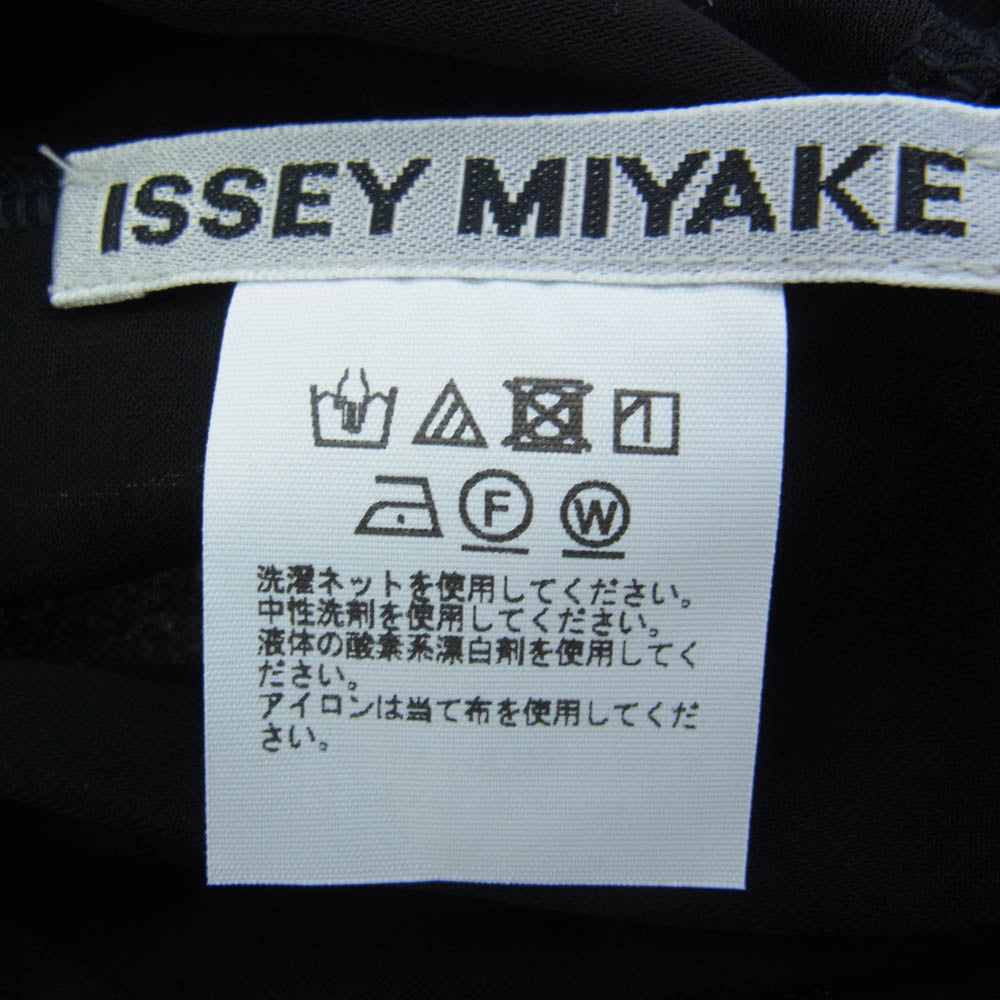 ISSEY MIYAKE
F W
洗濯ネットを使用してください。
中性洗剤を使用してください。
液体の酸素系漂白剤を使用してく
ださい。
アイロンは当て布を使用してくだ
さい。